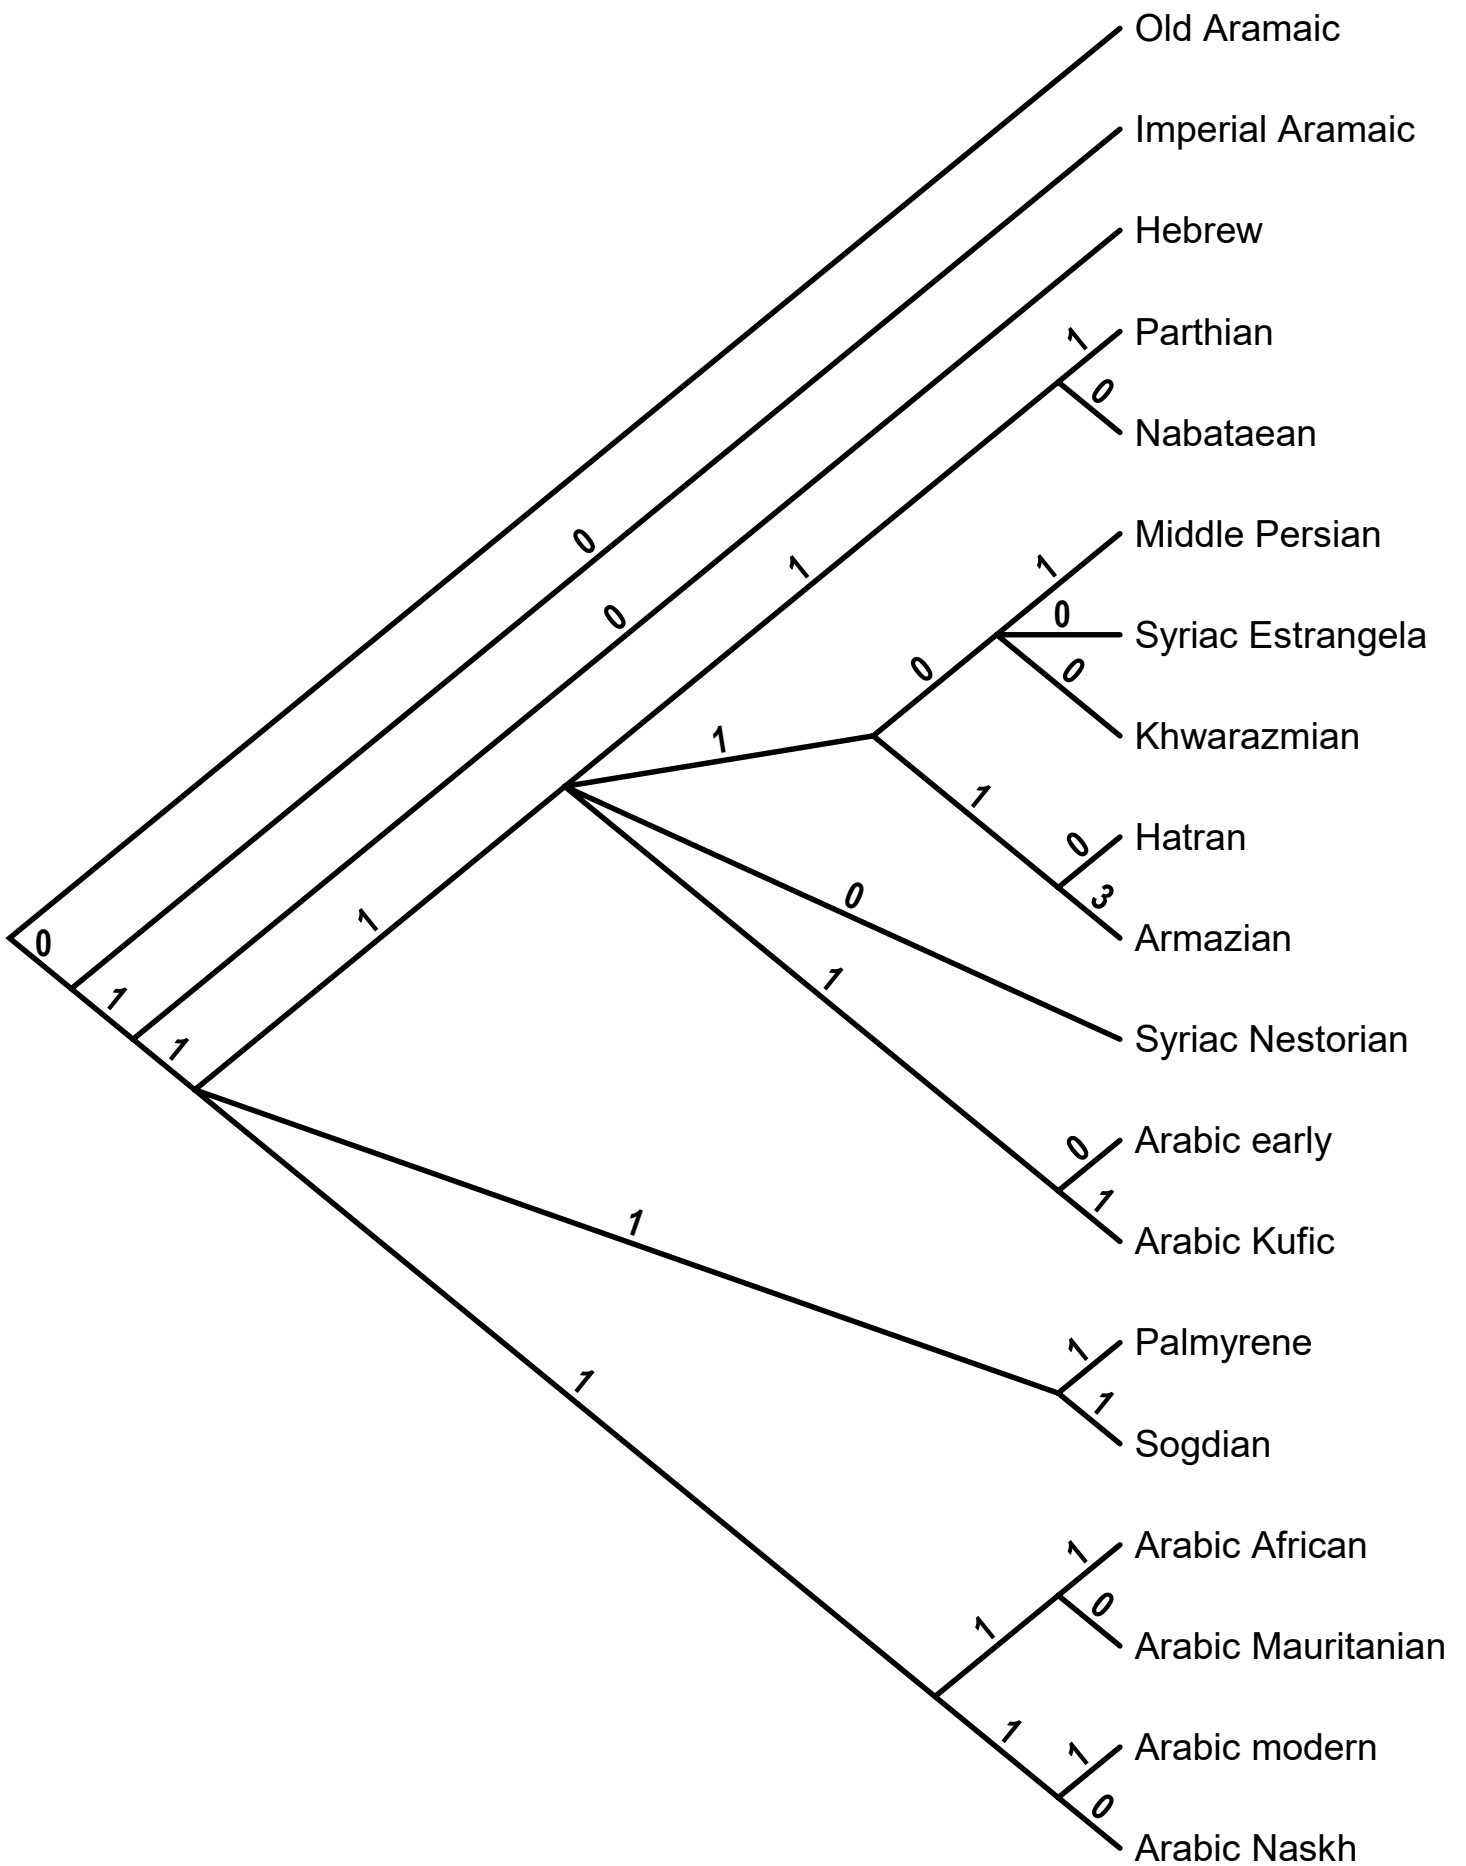 Old Aramaic
Imperial Aramaic
Hebrew
1 Parthian
0 Nabataean
0
1
1 Middle Persian
0
0 Syriac Estrangela
0
0
1 Khwarazmian
1
0 Hatran
3 Armazian
0
1
0
1
1
1
Syriac Nestorian
0 Arabic early
1 Arabic Kufic
1
1 Palmyrene
1 Sogdian
1
1 Arabic African
0 Arabic Mauritanian
1
1
1 Arabic modern
0 Arabic Naskh